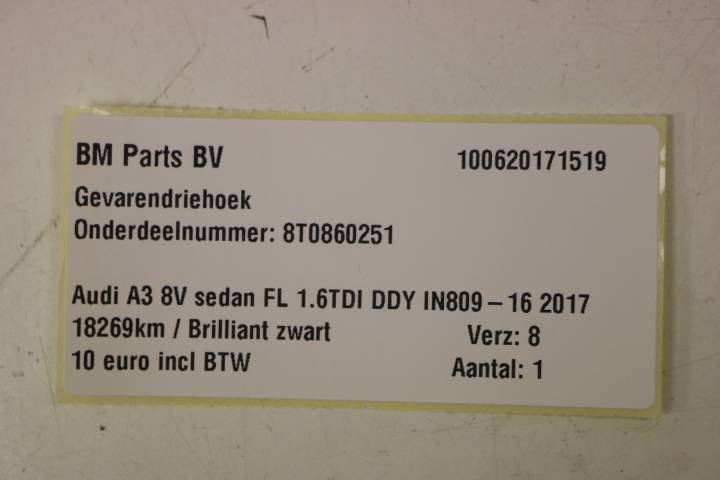 BM Parts BV 100620171519
Gevarendriehoek
Onderdeelnummer: 8T0860251
Audi A3 8V sedan FL 1.6TDI DDY IN809-16 2017
18269km / Brilliant zwart Verz: 8
10 euro incl BTW Aantal: 1